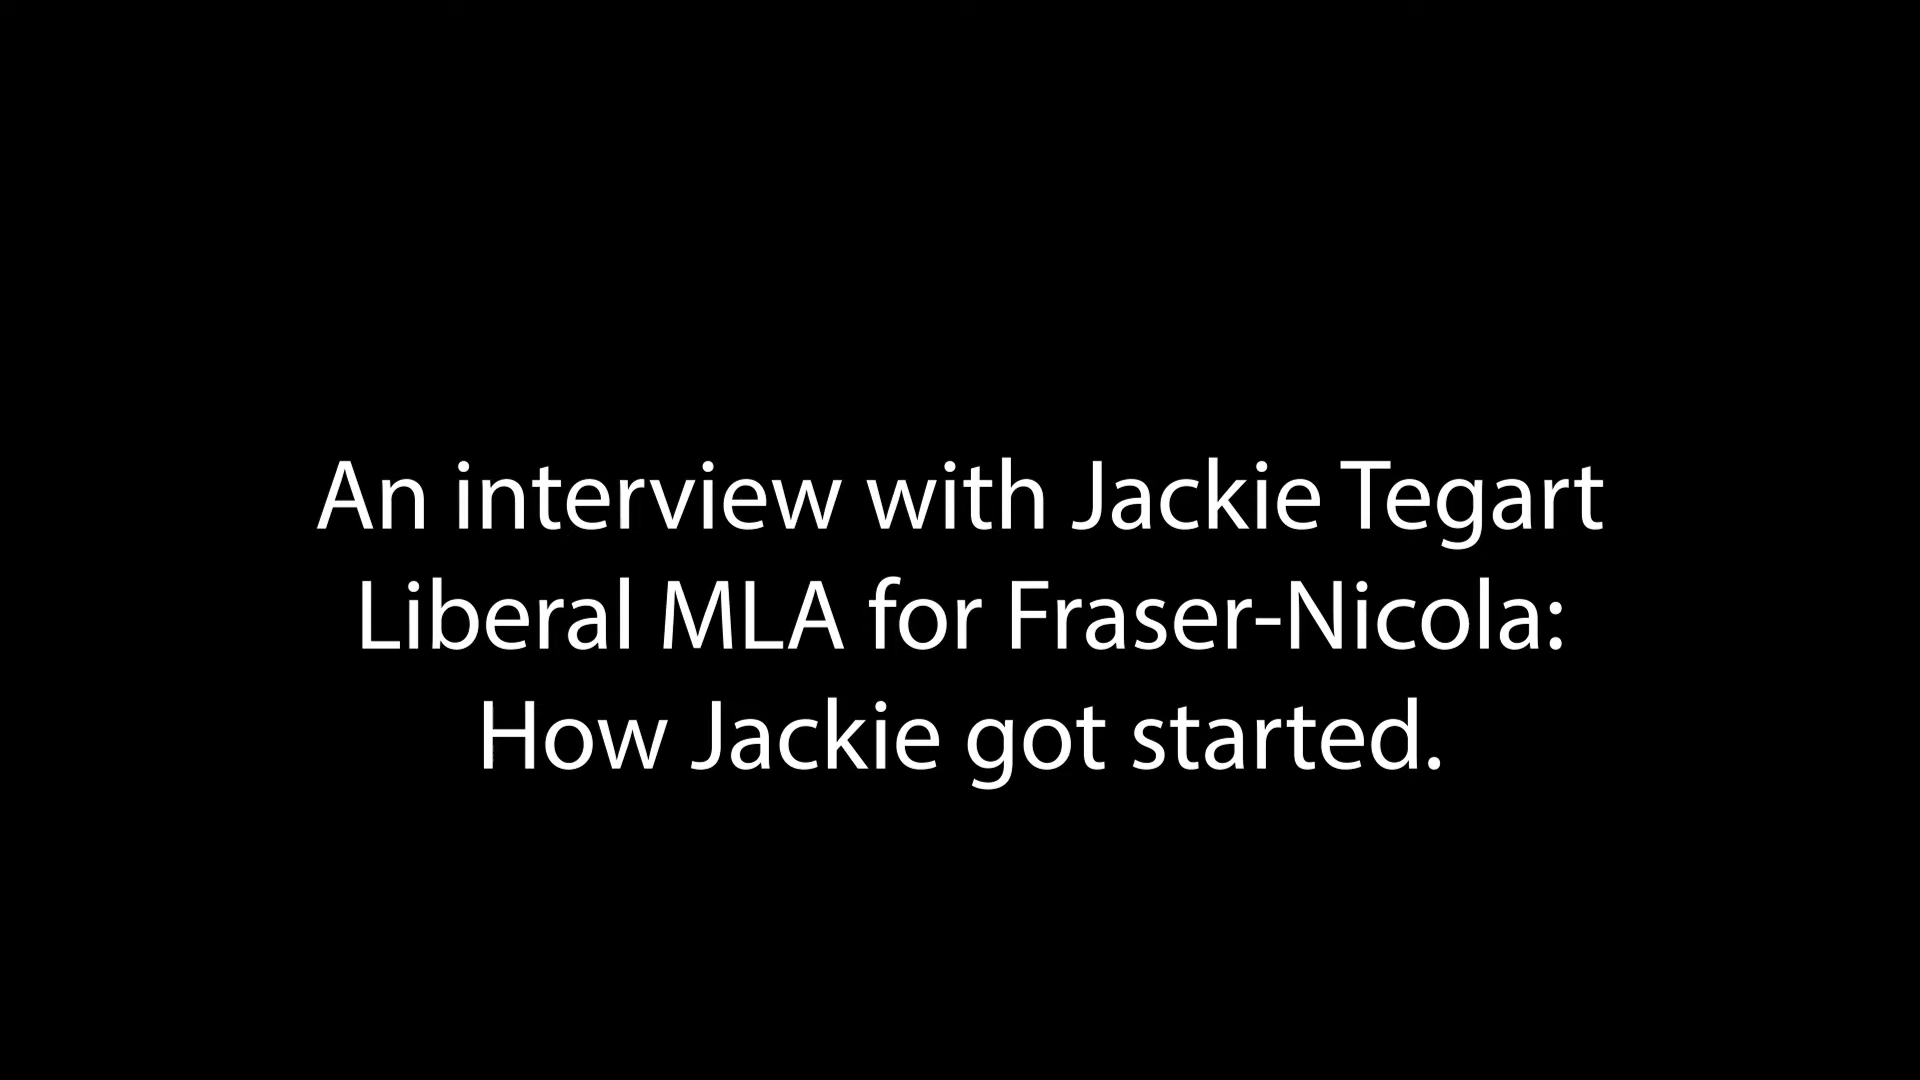 An interview with Jackie Tegart
Liberal MLA for Fraser-Nicola:
How Jackie got started.